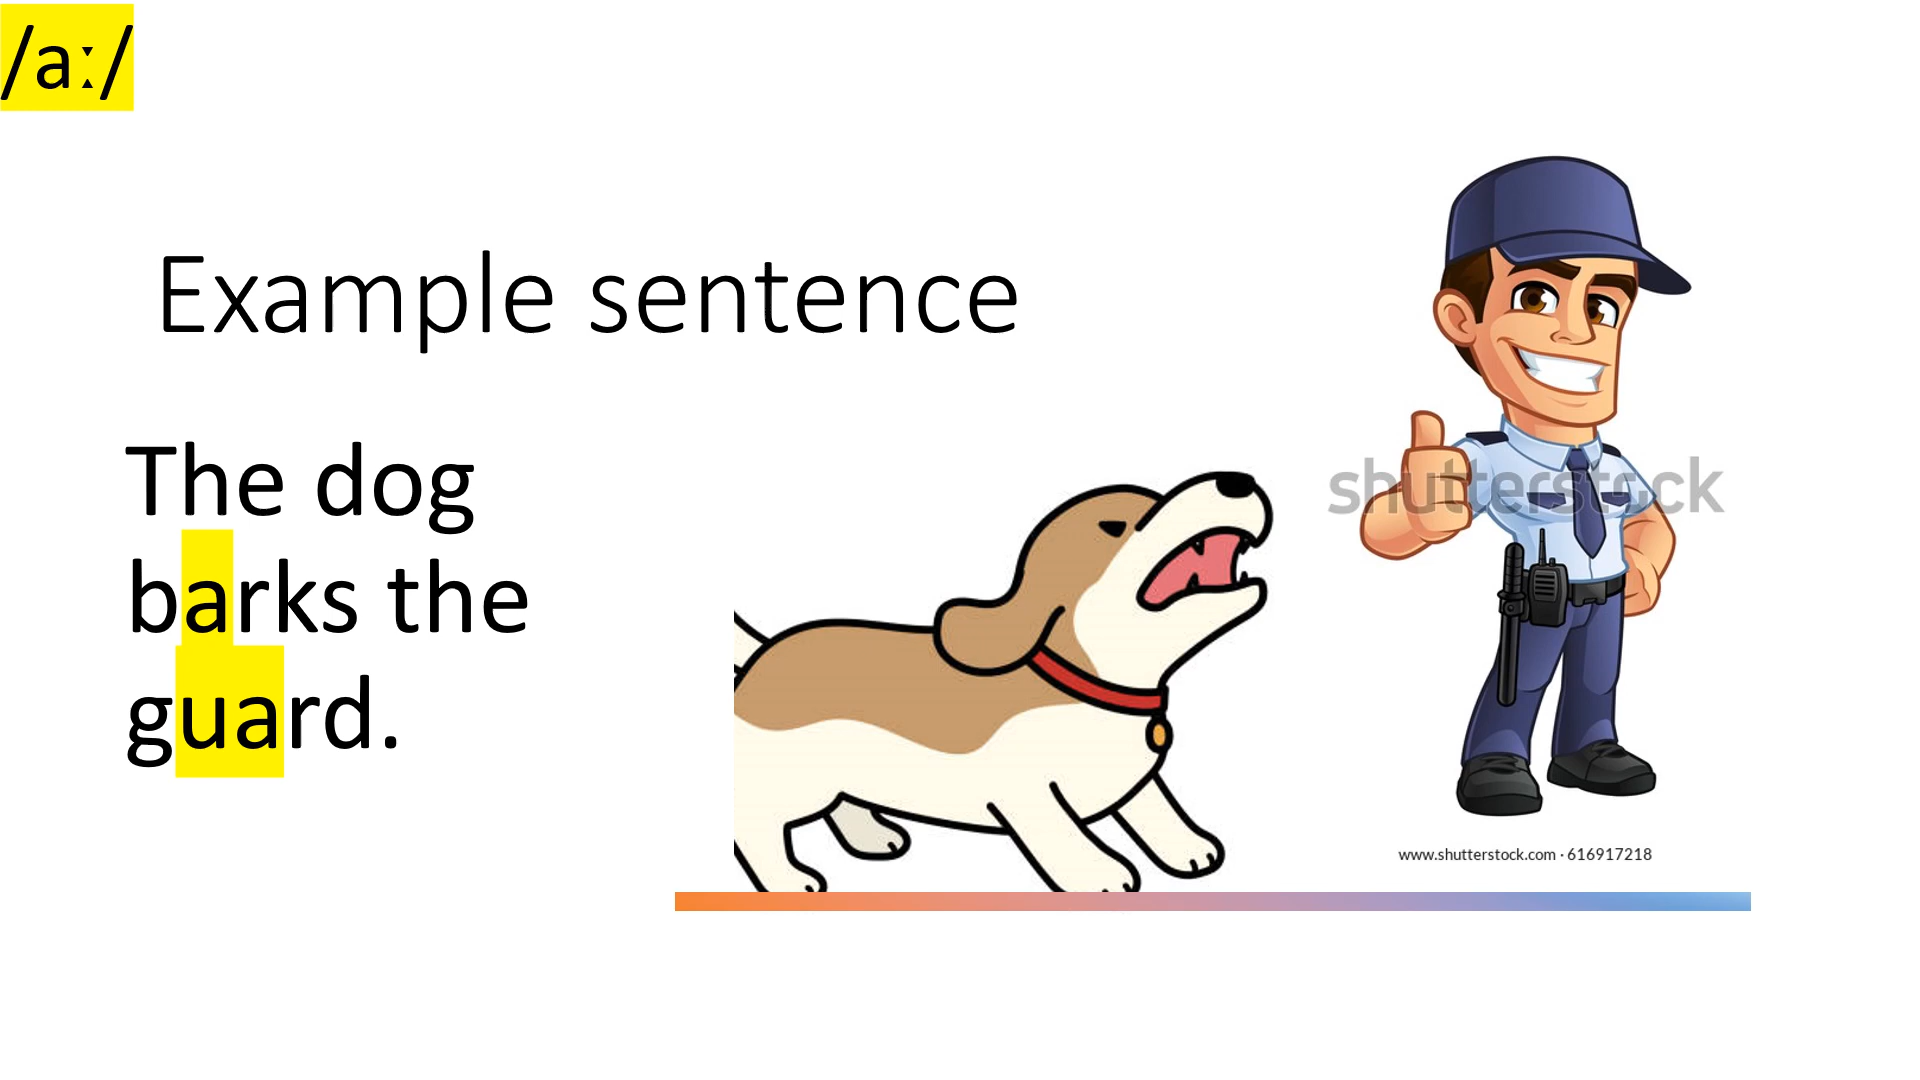 /aː/
Example sentence
The dog
barks the
guard.
shutterstock
www.shutterstock.com · 616917218